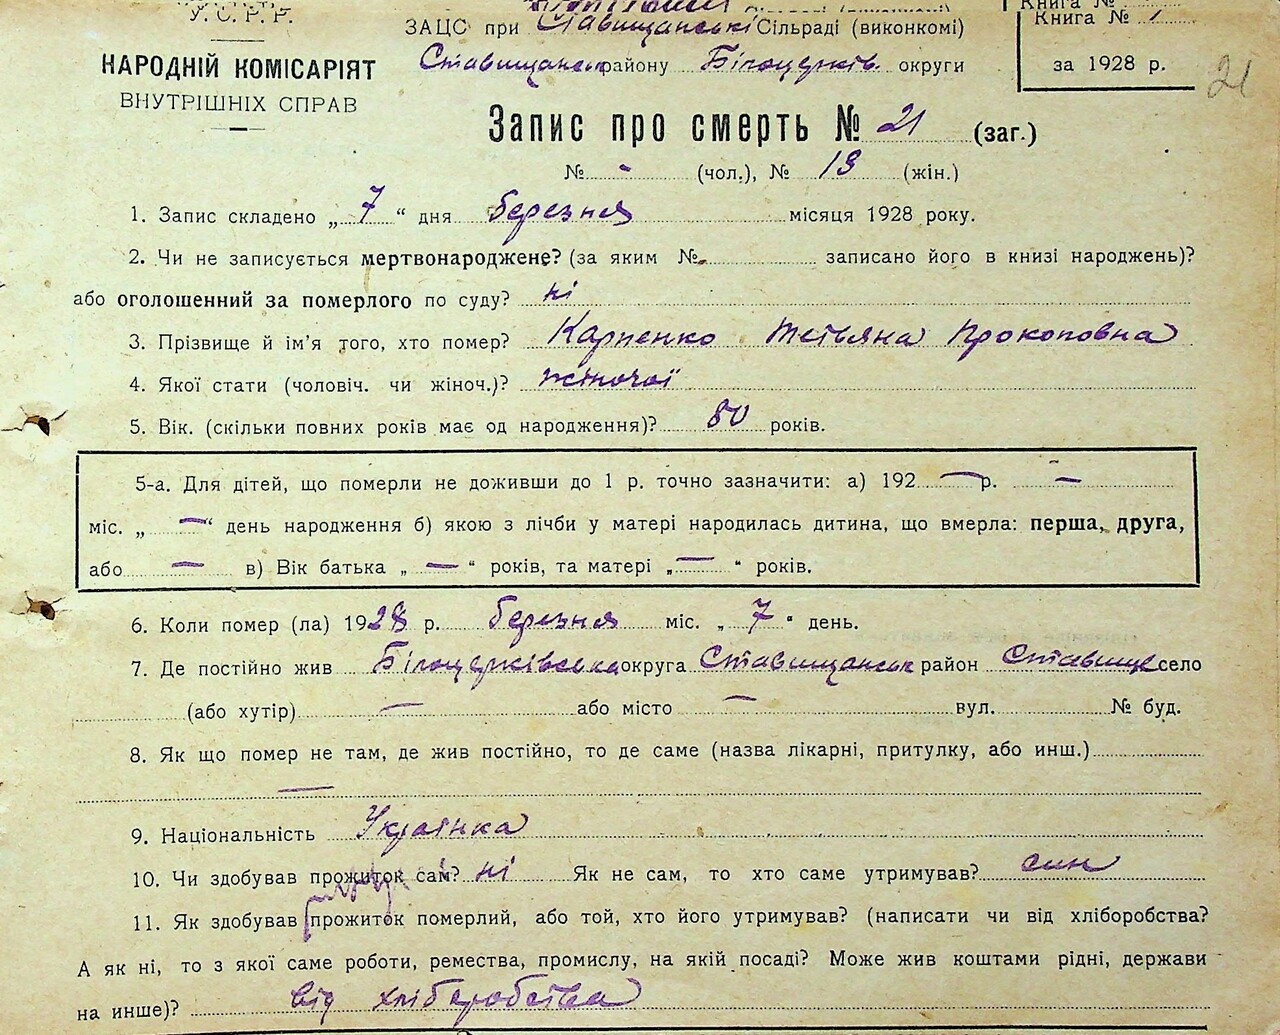 У. С. Р. Р.
ЗАЦС при Ставищанські Сільраді (виконкомі)
Книга № 1
НАРОДНІЙ КОМІСАРІЯТ
ВНУТРІШНІХ СПРАВ
Ставищанськ району Білоцерків. округи
за 1928 р.
21
Запис про смерть № 21 (заг.)
№ - (чол.), № 13 (жін.)
1. Запис складено „ 7 “ дня березня місяця 1928 року.
2. Чи не записується мертвонароджене? (за яким № записано його в книзі народжень)?
або оголошенний за померлого по суду? ні
3. Прізвище й ім'я того, хто помер? Карпенко Тетьяна Прокоповна
4. Якої стати (чоловіч. чи жіноч.)? жіночої
5. Вік. (скільки повних років має од народження)? 80 років.
5-а. Для дітей, що померли не доживши до 1 р. точно зазначити: а) 192 — р. —
міс. „ — “ день народження б) якою з лічби у матері народилась дитина, що вмерла: перша, друга,
або — в) Вік батька „ — “ років, та матері „ — “ років.
6. Коли помер (ла) 1928 р. березня міс. „ 7 “ день.
7. Де постійно жив Білоцерківська округа Ставищанськ район Ставище село
(або хутір) — або місто — вул. № буд.
8. Як що помер не там, де жив постійно, то де саме (назва лікарні, притулку, або инш.)
—
9. Національність Українка
10. Чи здобував прожиток сам? ні Як не сам, то хто саме утримував? син
11. Як здобував прожиток померлий, або той, хто його утримував? (написати чи від хліборобства?
А як ні, то з якої саме роботи, ремества, промислу, на якій посаді? Може жив коштами рідні, держави
на инше)? від хліборобства